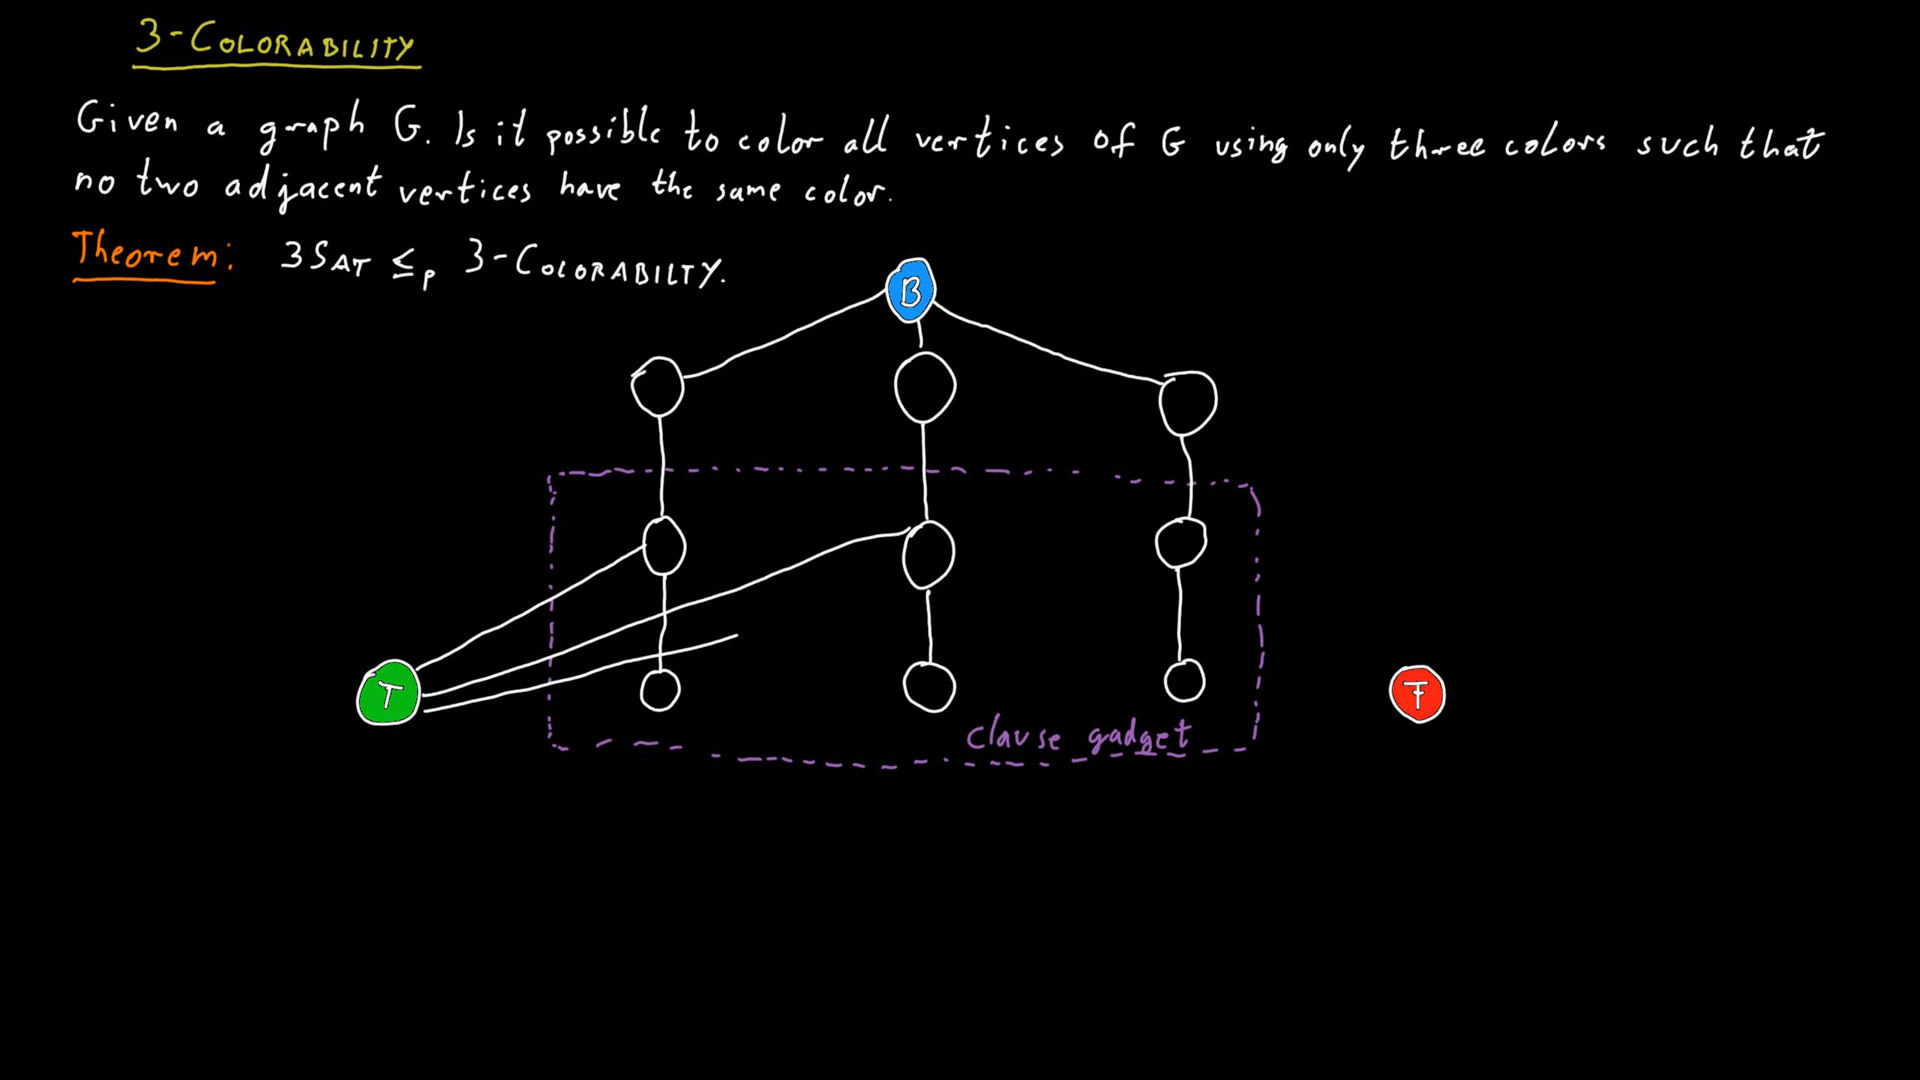 3-COLORABILITY
Given a graph G. Is it possible to color all vertices of G using only three colors such that
no two adjacent vertices have the same color.
Theorem: 3SAT ≤p 3-COLORABILTY.
B
T
F
Clause gadget